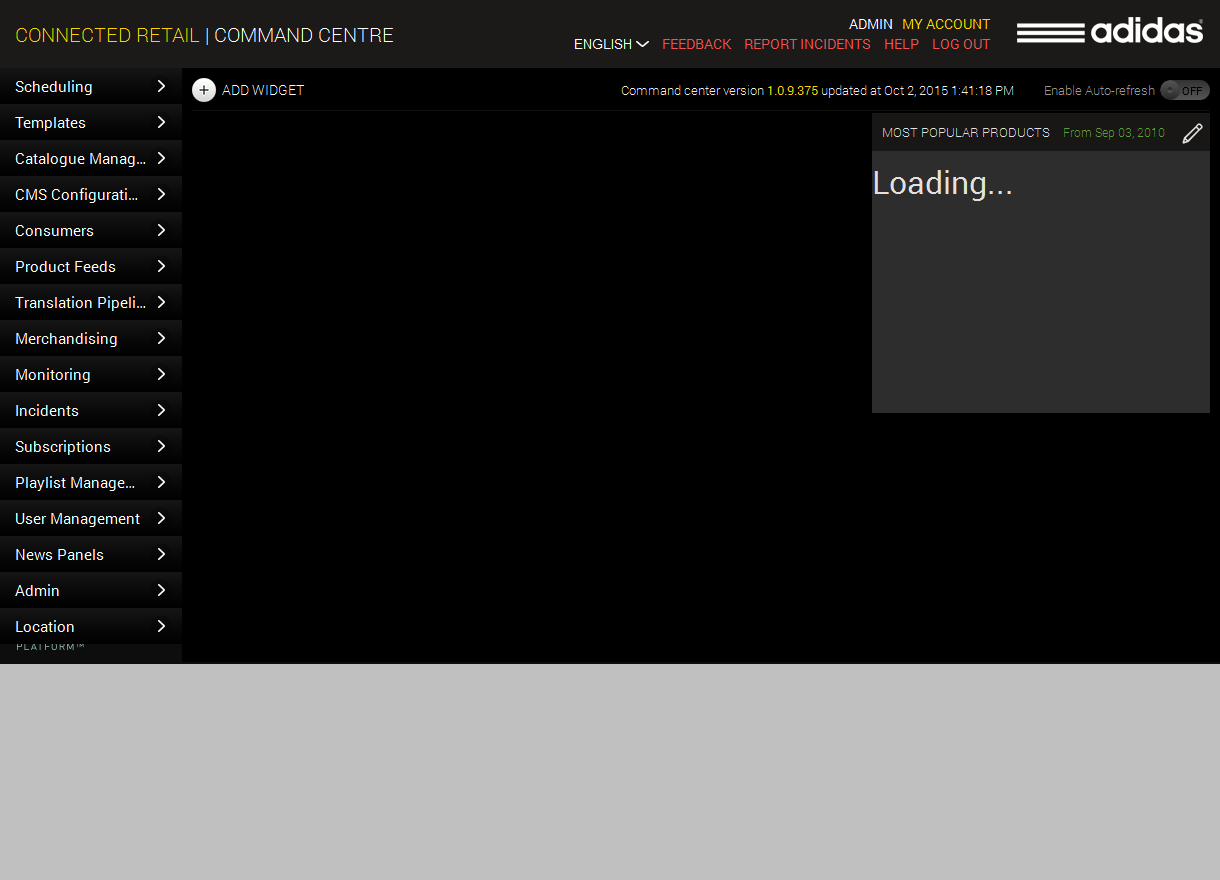 CONNECTED RETAIL | COMMAND CENTRE
ADMIN MY ACCOUNT
ENGLISH FEEDBACK REPORT INCIDENTS HELP LOG OUT
adidas
Scheduling
Templates
Catalogue Manag...
CMS Configurati...
Consumers
Product Feeds
Translation Pipeli...
Merchandising
Monitoring
Incidents
Subscriptions
Playlist Manage...
User Management
News Panels
Admin
Location
PLATFORM™
+ ADD WIDGET
Command center version 1.0.9.375 updated at Oct 2, 2015 1:41:18 PM
Enable Auto-refresh OFF
MOST POPULAR PRODUCTS From Sep 03, 2010
Loading...